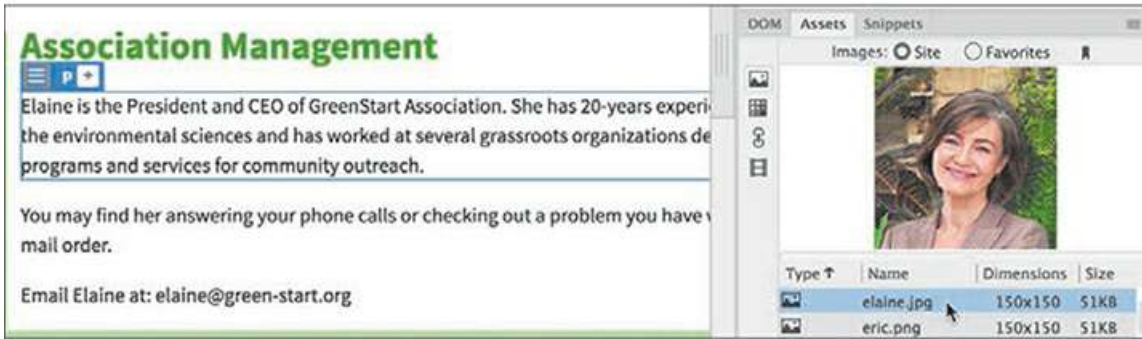 Association Management
p +
Elaine is the President and CEO of GreenStart Association. She has 20-years experi
the environmental sciences and has worked at several grassroots organizations de
programs and services for community outreach.
You may find her answering your phone calls or checking out a problem you have
mail order.
Email Elaine at: elaine@green-start.org
DOM Assets Snippets
Images: Site Favorites
Type Name Dimensions Size
elaine.jpg 150x150 51KB
eric.png 150x150 51KB